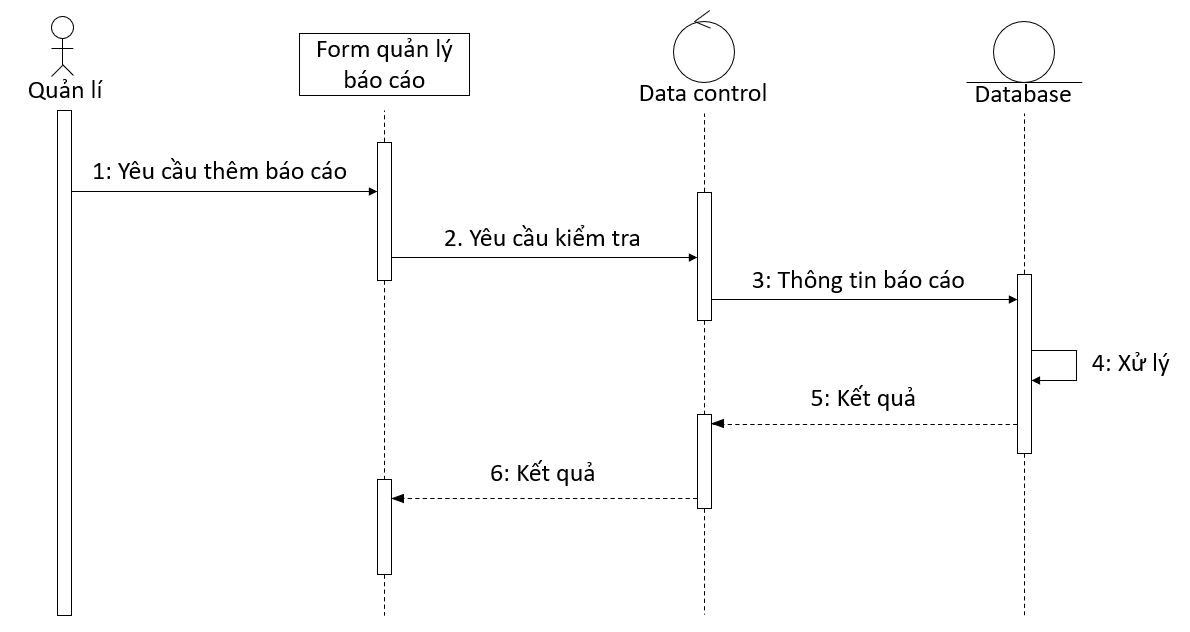 Quản lí
Form quản lý
báo cáo
Data control
Database
1: Yêu cầu thêm báo cáo
2. Yêu cầu kiểm tra
3: Thông tin báo cáo
4: Xử lý
5: Kết quả
6: Kết quả